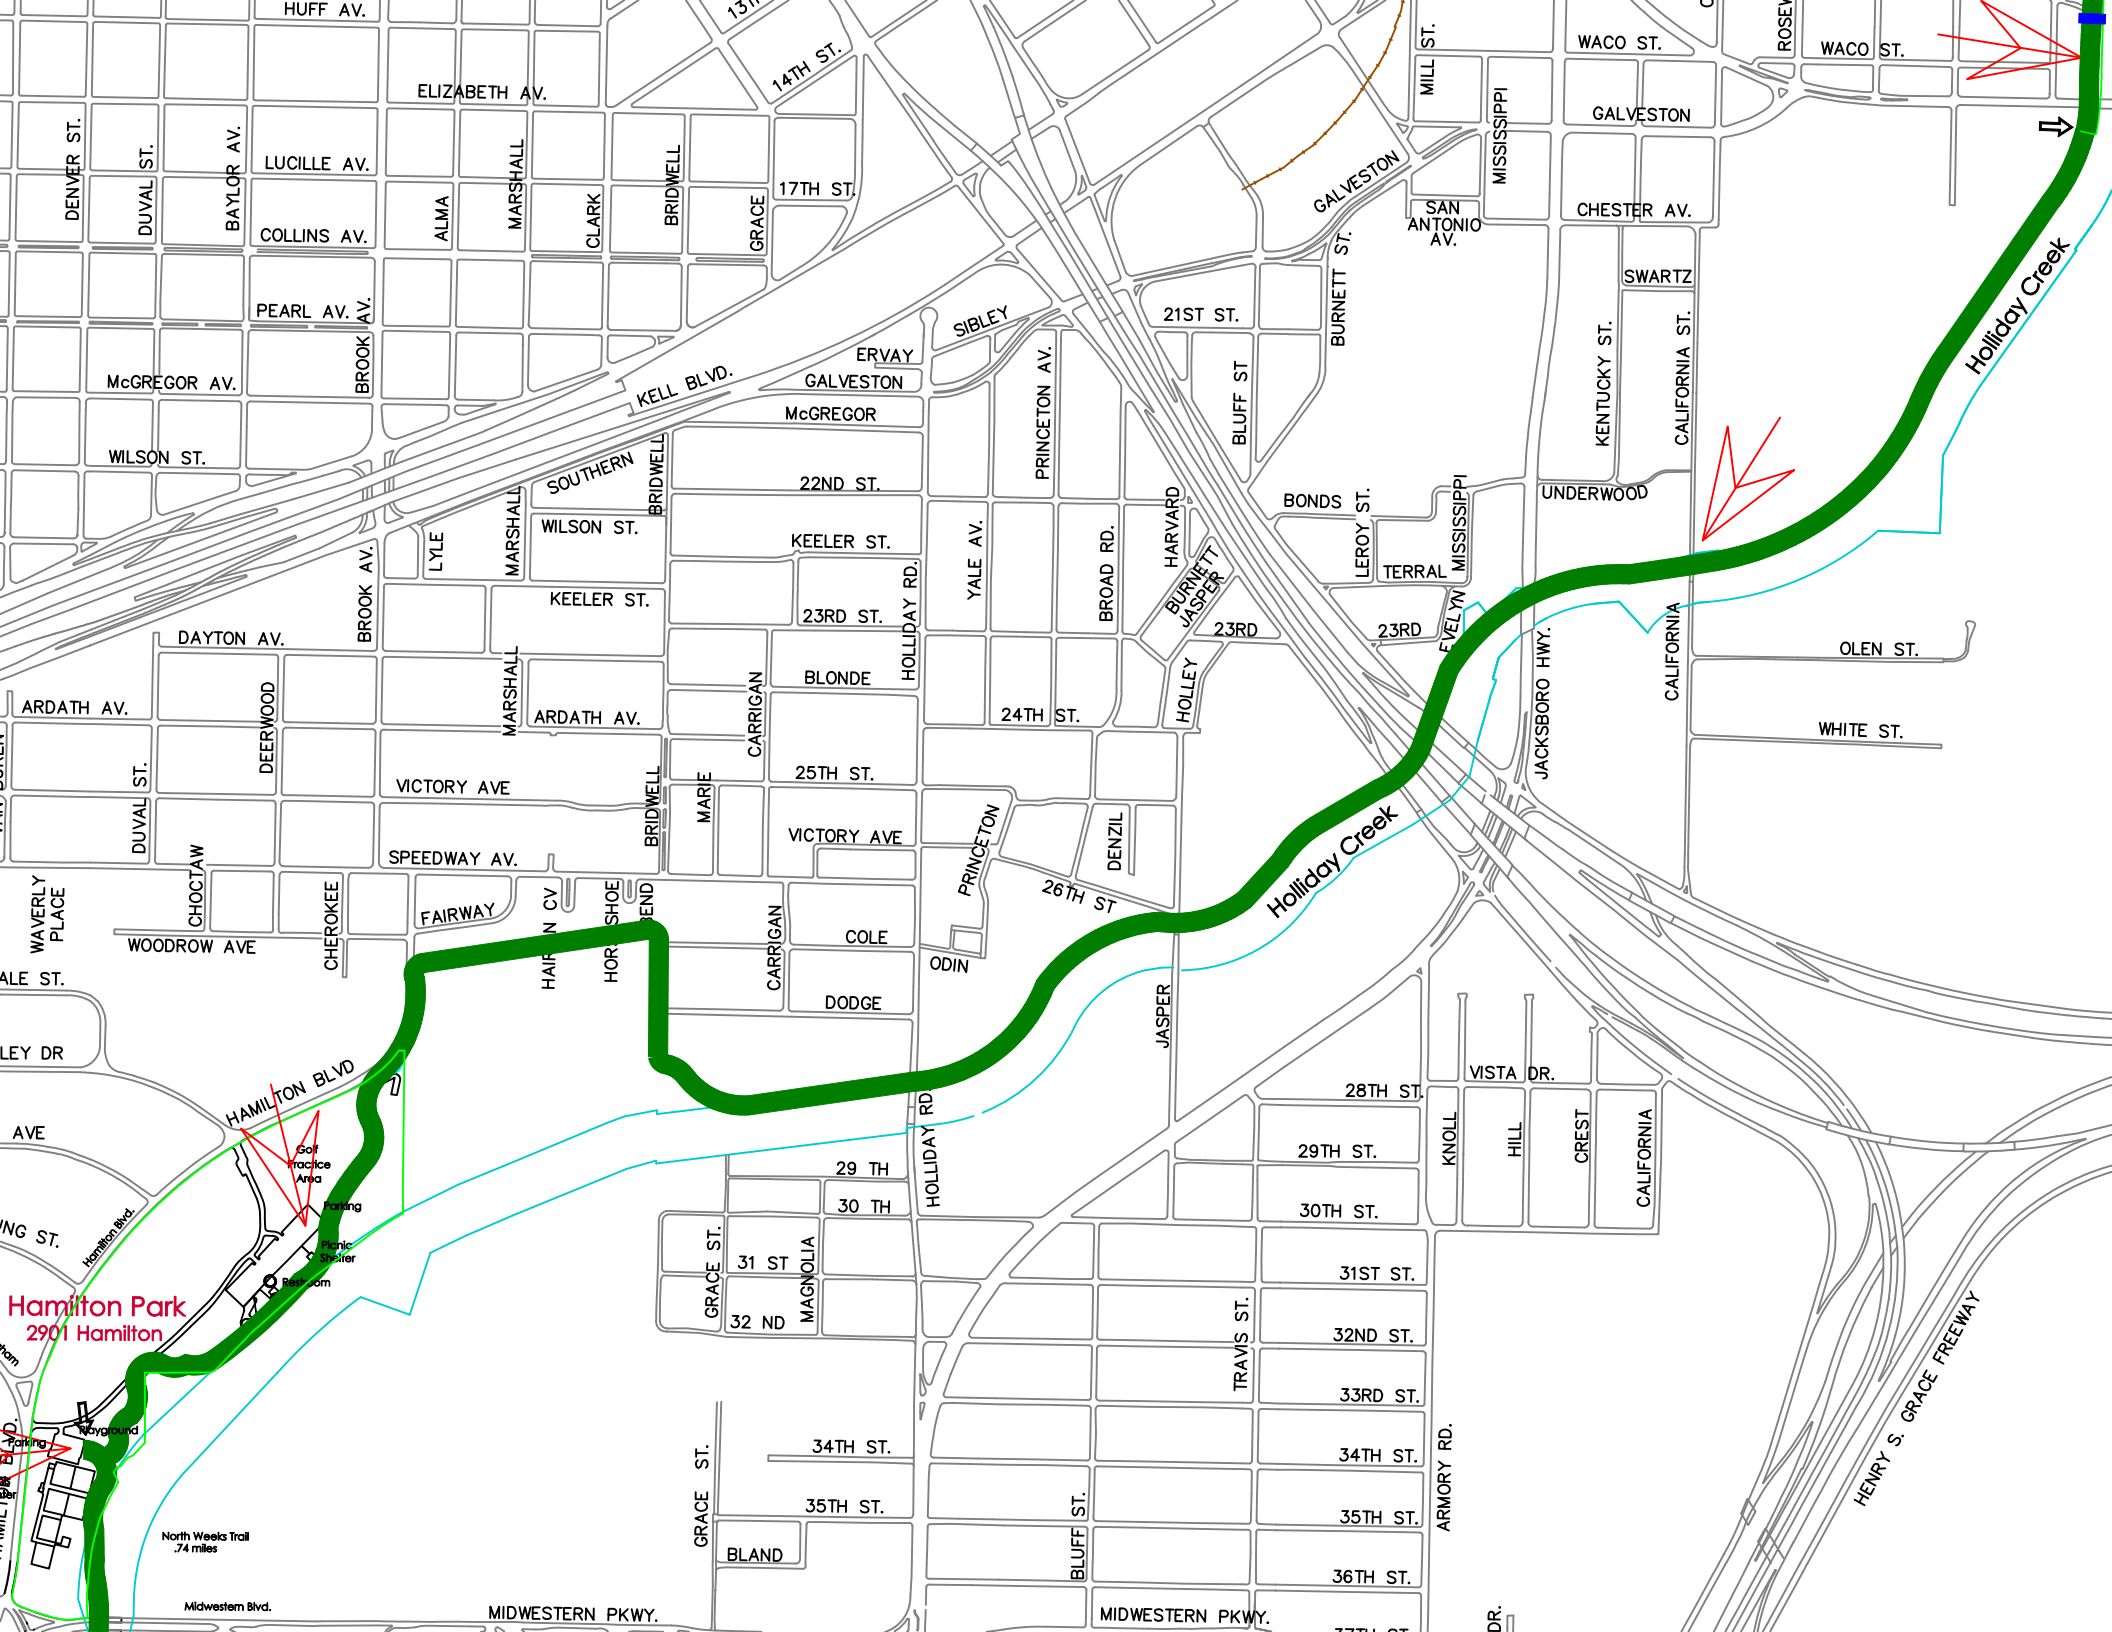 HUFF AV.
13TH
14TH ST.
MILL ST.
WACO ST.
ROSEW
WACO ST.
ELIZABETH AV.
MISSISSIPPI
GALVESTON
DENVER ST.
DUVAL ST.
BAYLOR AV.
LUCILLE AV.
MARSHALL
BRIDWELL
17TH ST.
GALVESTON
ALMA
CLARK
GRACE
SAN
ANTONIO
AV.
CHESTER AV.
COLLINS AV.
BURNETT ST.
SWARTZ
Holliday Creek
PEARL AV.
BROOK AV.
SIBLEY
21ST ST.
KENTUCKY ST.
CALIFORNIA ST.
ERVAY
McGREGOR AV.
KELL BLVD.
GALVESTON
PRINCETON AV.
BLUFF ST
McGREGOR
WILSON ST.
SOUTHERN
BRIDWELL
22ND ST.
HARVARD
BONDS
LEROY ST.
MISSISSIPPI
UNDERWOOD
LYLE
MARSHALL
WILSON ST.
KEELER ST.
YALE AV.
BROAD RD.
BURNETT
JASPER
TERRAL
BROOK AV.
KEELER ST.
23RD ST.
HOLLIDAY RD.
23RD
23RD
EVELYN
CALIFORNIA
DAYTON AV.
OLEN ST.
MARSHALL
BLONDE
HOLLEY
JACKSBORO HWY.
ARDATH AV.
DEERWOOD
ARDATH AV.
CARRIGAN
24TH ST.
WHITE ST.
DUVAL ST.
VICTORY AVE
BRIDWELL
MARIE
25TH ST.
VICTORY AVE
PRINCETON
DENZIL
Holliday Creek
SPEEDWAY AV.
WAVERLY
PLACE
CHOCTAW
CHEROKEE
FAIRWAY
BEND
CARRIGAN
26TH ST
WOODROW AVE
COLE
ODIN
ALE ST.
DODGE
JASPER
LEY DR
HAMILTON BLVD
VISTA DR.
28TH ST.
AVE
Golf
Practice
Area
29 TH
HOLLIDAY RD.
29TH ST.
KNOLL
HILL
CREST
CALIFORNIA
Parking
30 TH
30TH ST.
NG ST.
Hamilton Blvd.
Picnic
Shelter
GRACE ST.
31 ST
MAGNOLIA
31ST ST.
Restroom
Hamilton Park
2901 Hamilton
32 ND
TRAVIS ST.
32ND ST.
HENRY S. GRACE FREEWAY
33RD ST.
Playground
Parking
BLVD.
34TH ST.
34TH ST.
ARMORY RD.
GRACE ST.
35TH ST.
BLUFF ST.
35TH ST.
North Weeks Trail
.74 miles
BLAND
36TH ST.
Midwestern Blvd.
MIDWESTERN PKWY.
MIDWESTERN PKWY.
37TH ST.
DR.